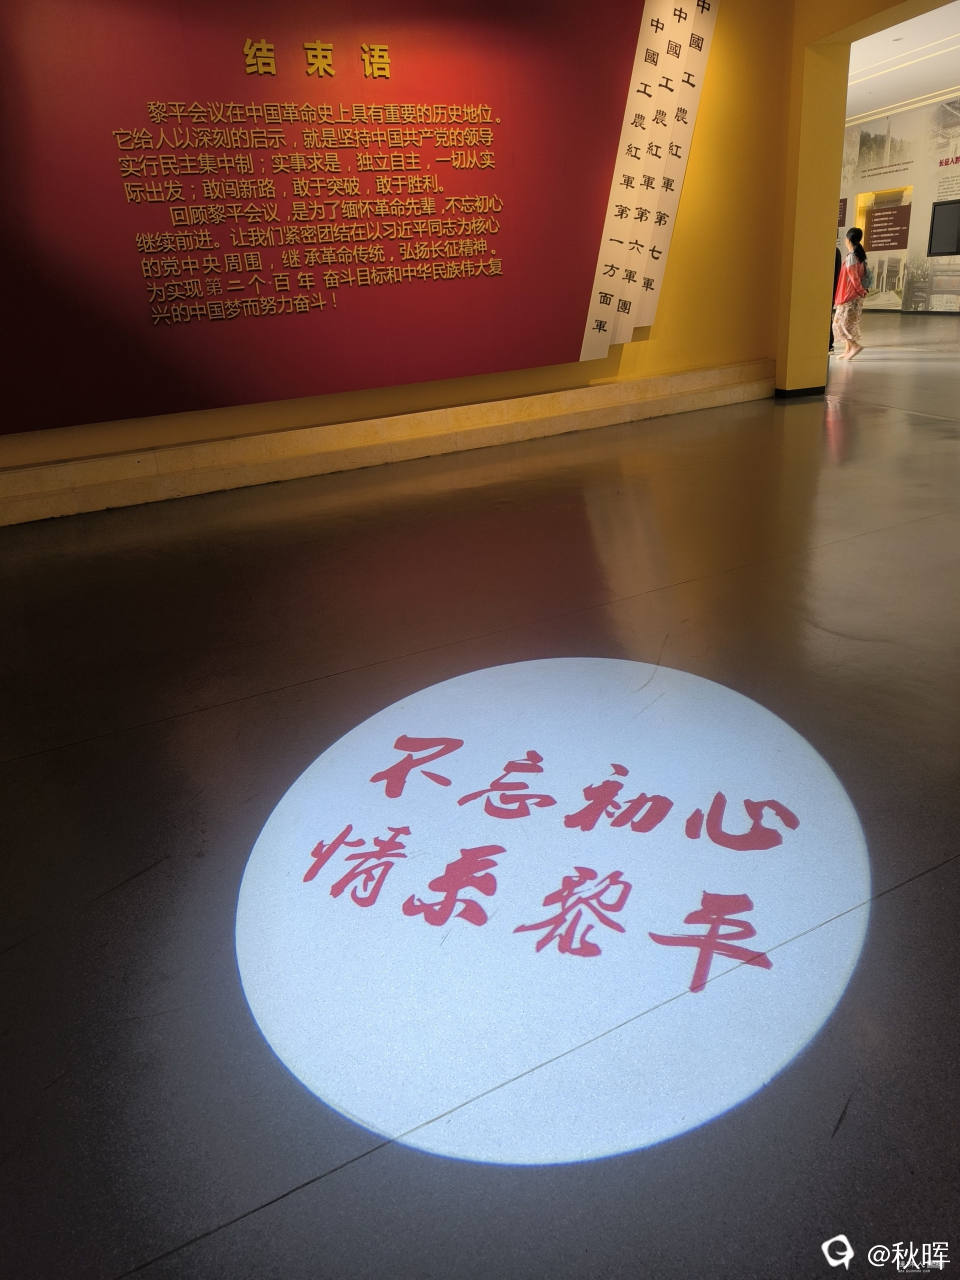 结束语
黎平会议在中国革命史上具有重要的历史地位。
它给人以深刻的启示，就是坚持中国共产党的领导
实行民主集中制；实事求是，独立自主，一切从实
际出发；敢闯新路，敢于突破，敢于胜利。
回顾黎平会议，是为了缅怀革命先辈，不忘初心
继续前进。让我们紧密团结在以习近平同志为核心
的党中央周围，继承革命传统，弘扬长征精神。
为实现第二个百年奋斗目标和中华民族伟大复
兴的中国梦而努力奋斗！
中國工農紅軍第一方面軍
中國工農紅軍第六軍團
中國工農紅軍第七軍
不忘初心
情系黎平
@秋晖